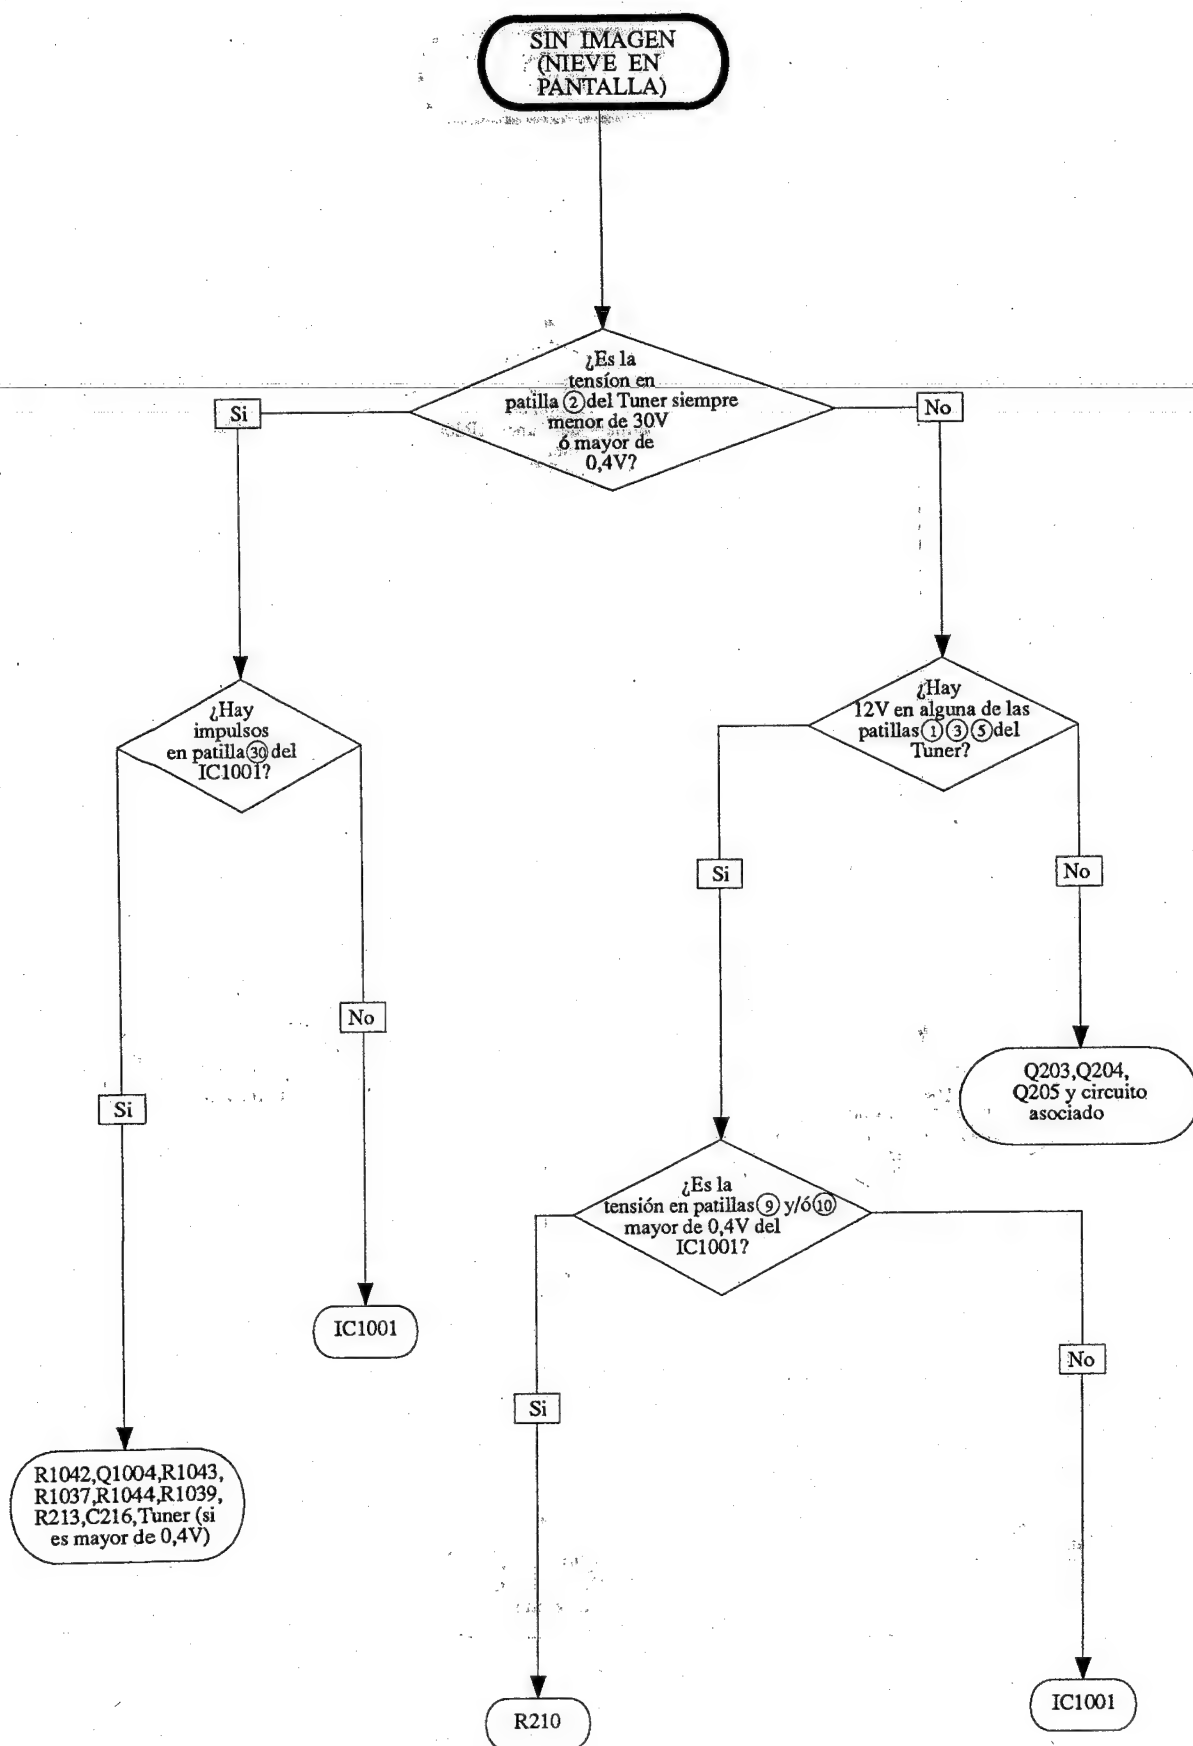 SIN IMAGEN
(NIEVE EN
PANTALLA)
¿Es la
tensíon en
patilla ② del Tuner siempre
menor de 30V
ó mayor de
0,4V?
Si
No
¿Hay
impulsos
en patilla ㉚ del
IC1001?
¿Hay
12V en alguna de las
patillas ① ③ ⑤ del
Tuner?
Si
No
No
Si
Q203,Q204,
Q205 y circuito
asociado
¿Es la
tensión en patillas ⑨ y/ó ⑩
mayor de 0,4V del
IC1001?
IC1001
No
Si
R1042,Q1004,R1043,
R1037,R1044,R1039,
R213,C216,Tuner (si
es mayor de 0,4V)
R210
IC1001